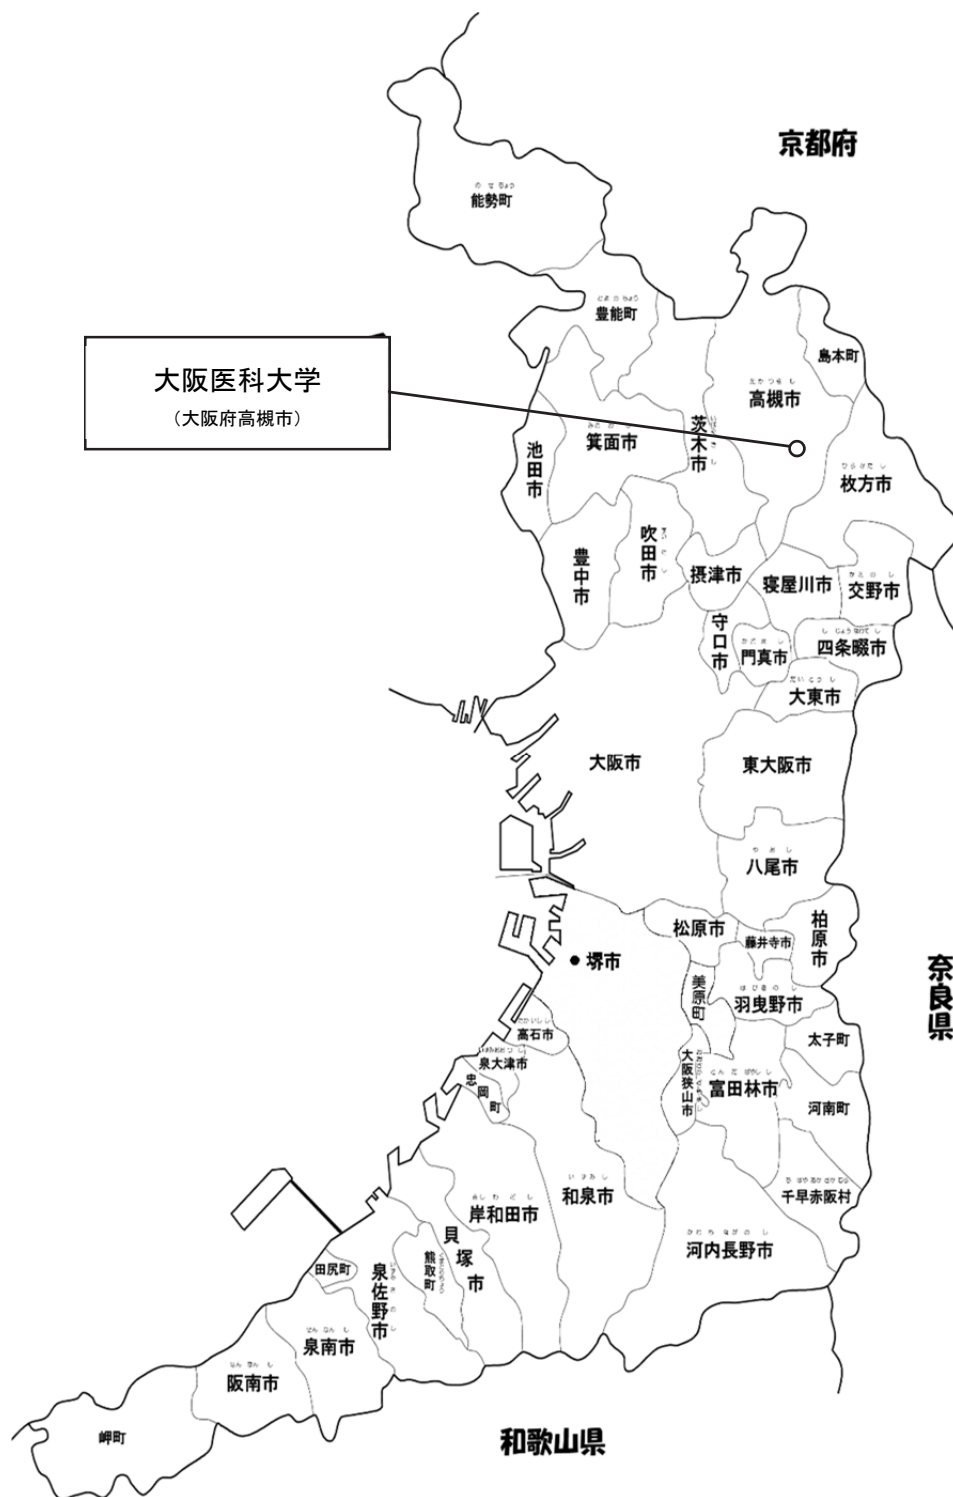 京都府
能勢町
豊能町
島本町
大阪医科大学
（大阪府高槻市）
高槻市
茨木市
箕面市
池田市
枚方市
吹田市
豊中市
摂津市
寝屋川市
交野市
守口市
門真市
四条畷市
大東市
大阪市
東大阪市
八尾市
松原市
藤井寺市
柏原市
堺市
美原町
羽曳野市
奈良県
高石市
太子町
泉大津市
忠岡町
大阪狭山市
富田林市
河南町
和泉市
千早赤阪村
岸和田市
貝塚市
河内長野市
熊取町
田尻町
泉佐野市
泉南市
阪南市
岬町
和歌山県